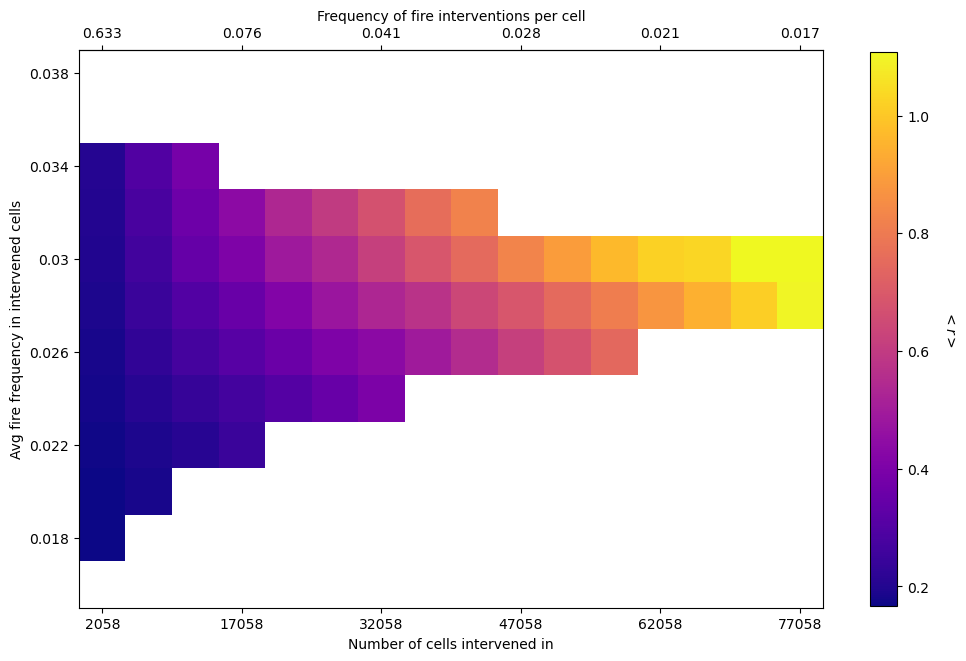 Frequency of fire interventions per cell
0.633 0.076 0.041 0.028 0.021 0.017
Avg fire frequency in intervened cells
0.038
0.034
0.03
0.026
0.022
0.018
2058 17058 32058 47058 62058 77058
Number of cells intervened in
1.0
0.8
0.6
0.4
0.2
< r >